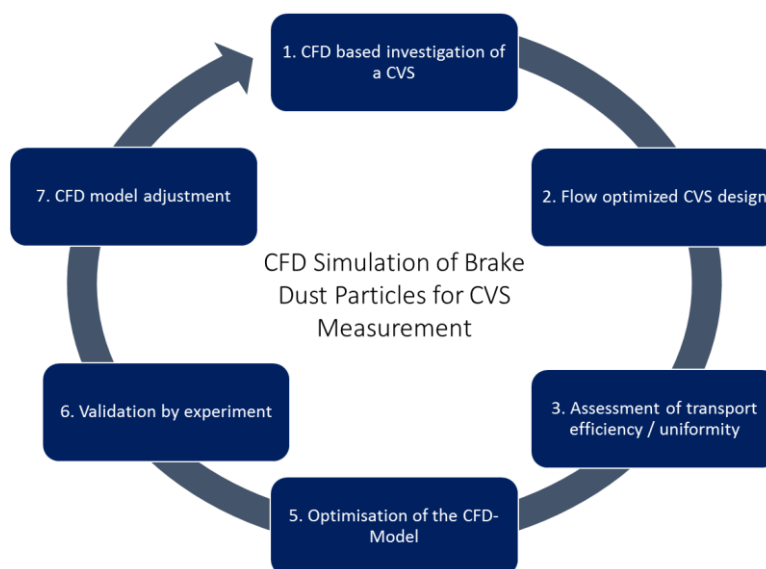 1. CFD based investigation of
a CVS
2. Flow optimized CVS design
3. Assessment of transport
efficiency / uniformity
5. Optimisation of the CFD-
Model
6. Validation by experiment
7. CFD model adjustment
CFD Simulation of Brake
Dust Particles for CVS
Measurement